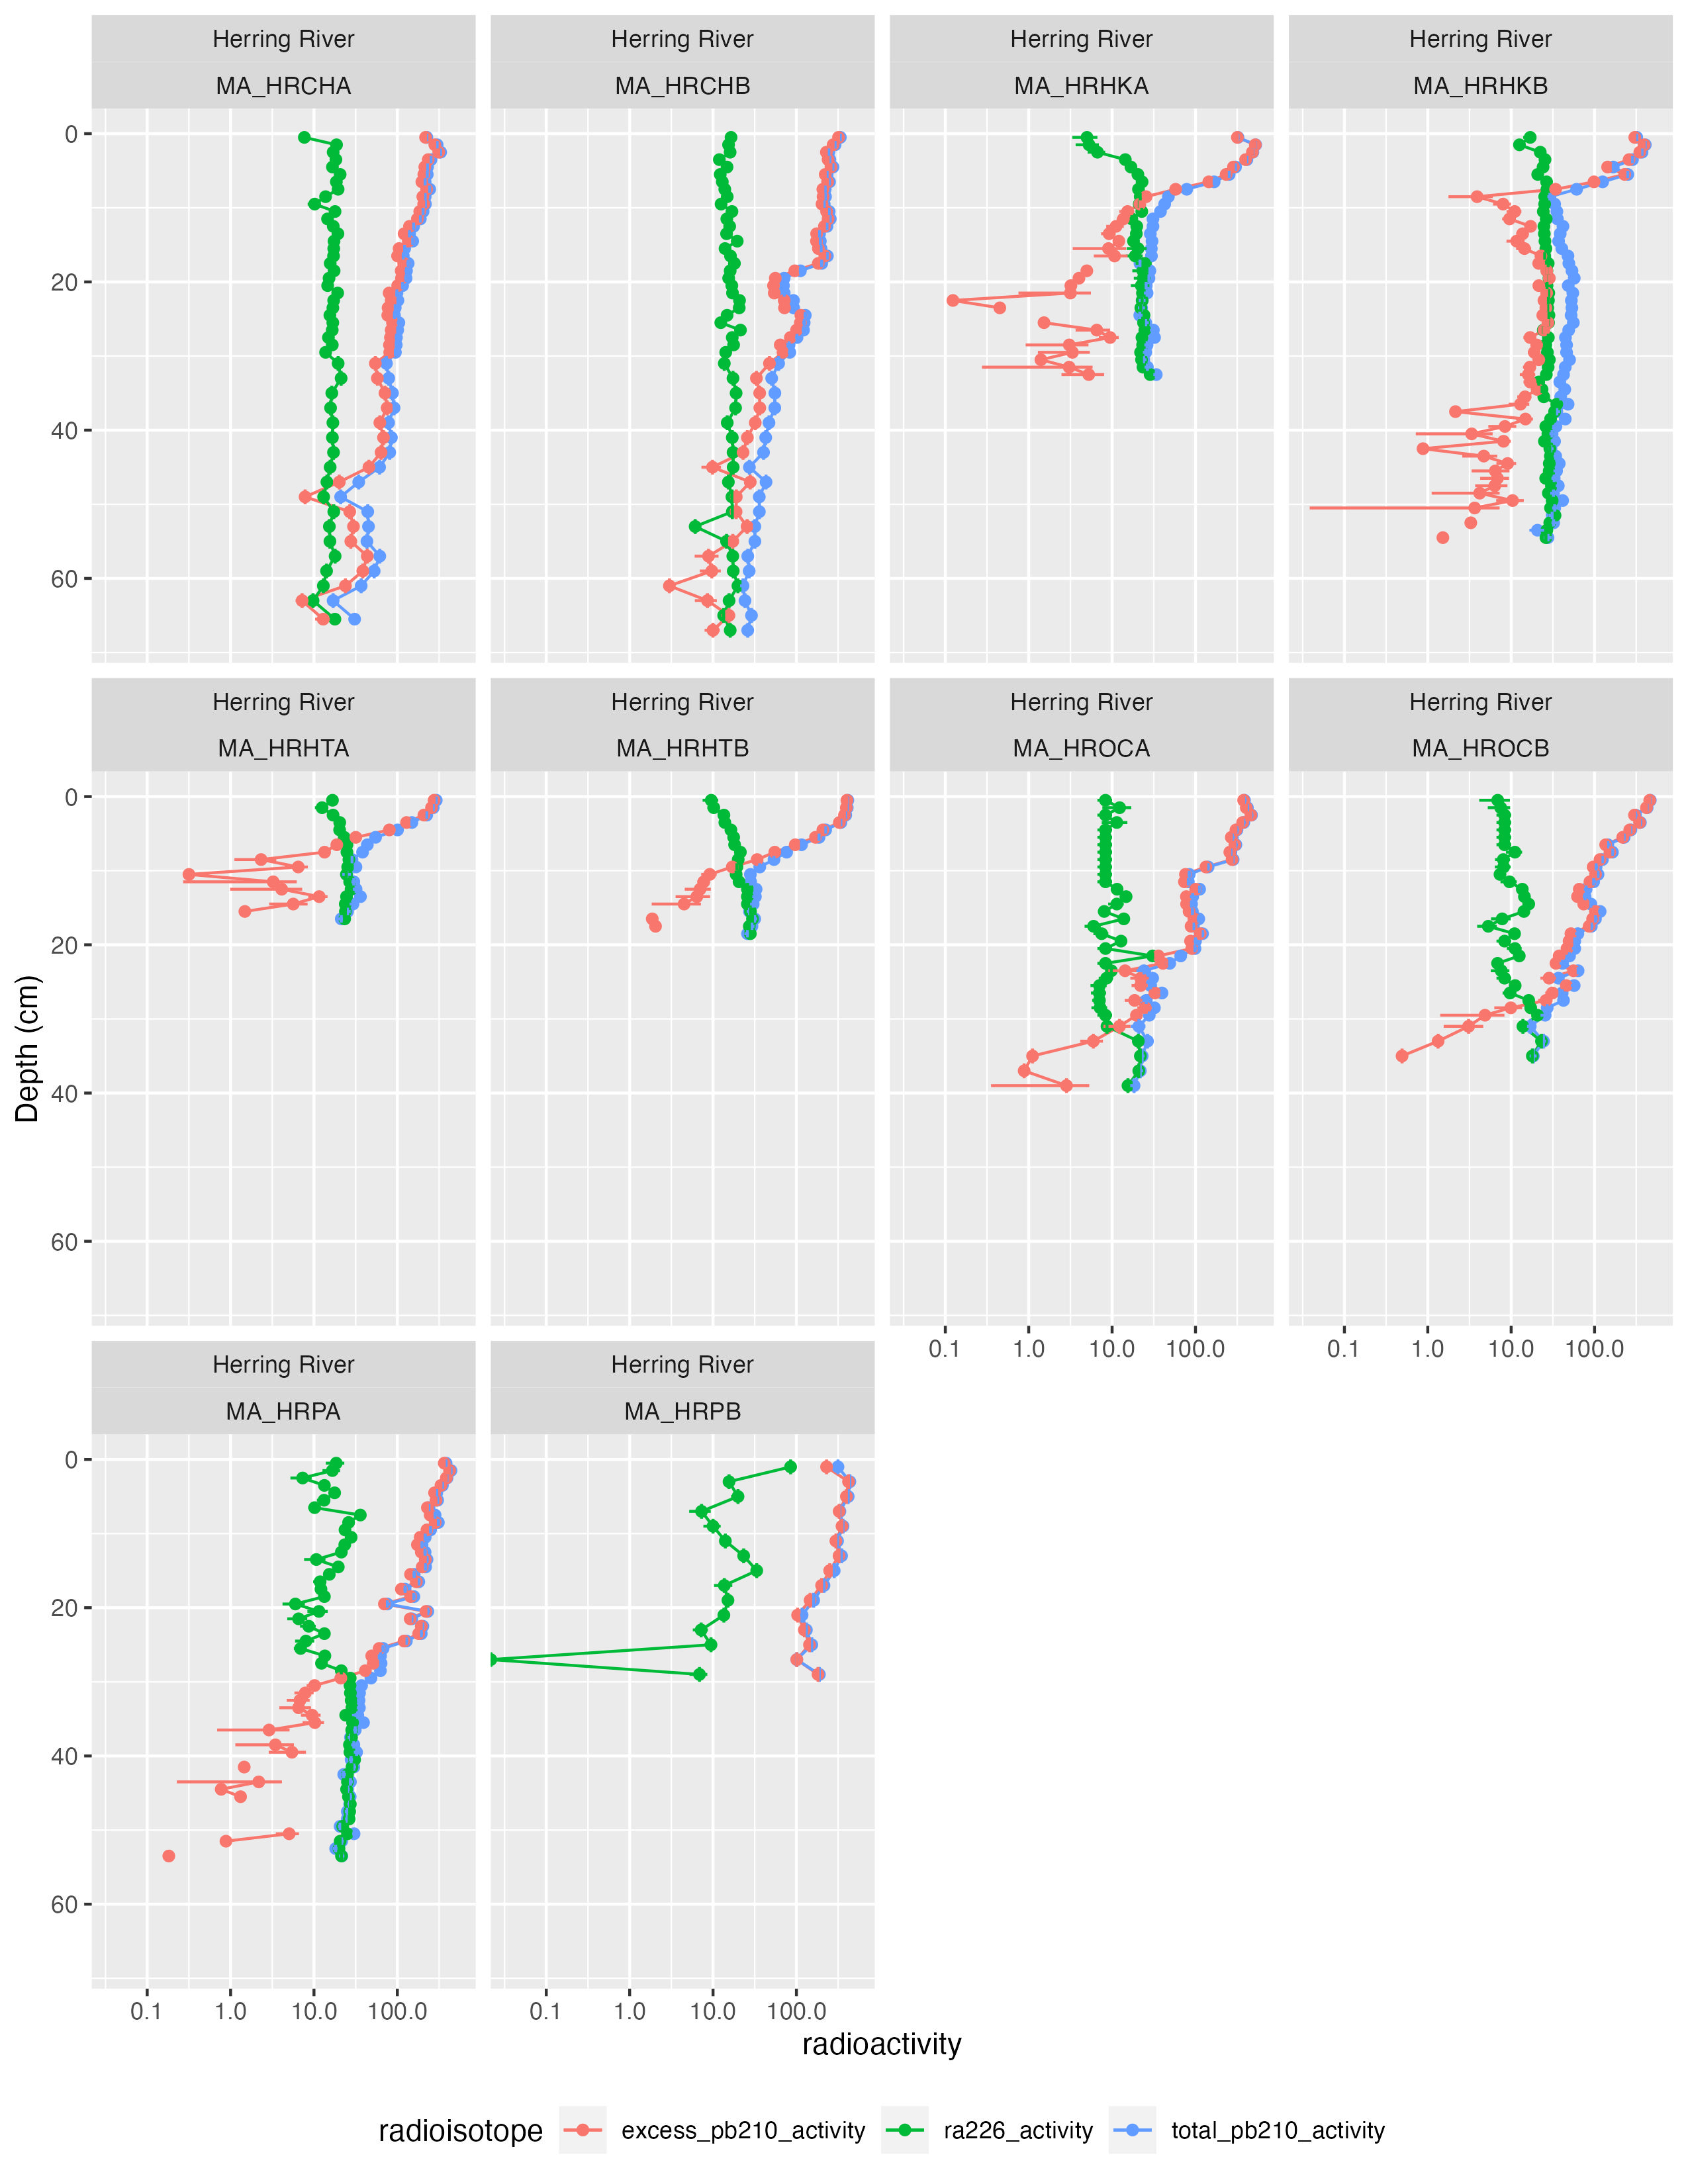 Herring River Herring River Herring River Herring River
MA_HRCHA MA_HRCHB MA_HRHKA MA_HRHKB
0
20
40
60
Herring River Herring River Herring River Herring River
MA_HRHTA MA_HRHTB MA_HROCA MA_HROCB
0
20
40
60
Depth (cm)
0.1 1.0 10.0 100.0 0.1 1.0 10.0 100.0
Herring River Herring River
MA_HRPA MA_HRPB
0
20
40
60
0.1 1.0 10.0 100.0 0.1 1.0 10.0 100.0
radioactivity
radioisotope excess_pb210_activity ra226_activity total_pb210_activity